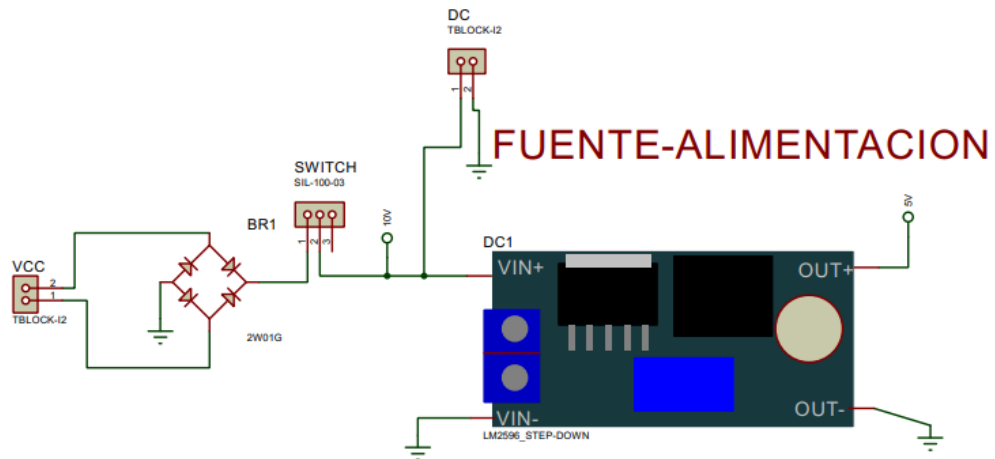 DC
TBLOCK-I2
1
2
FUENTE-ALIMENTACION
SWITCH
SIL-100-03
BR1
1
2
3
10V
5V
DC1
VIN+
OUT+
VCC
2
1
TBLOCK-I2
2W01G
VIN-
OUT-
LM2596_STEP-DOWN